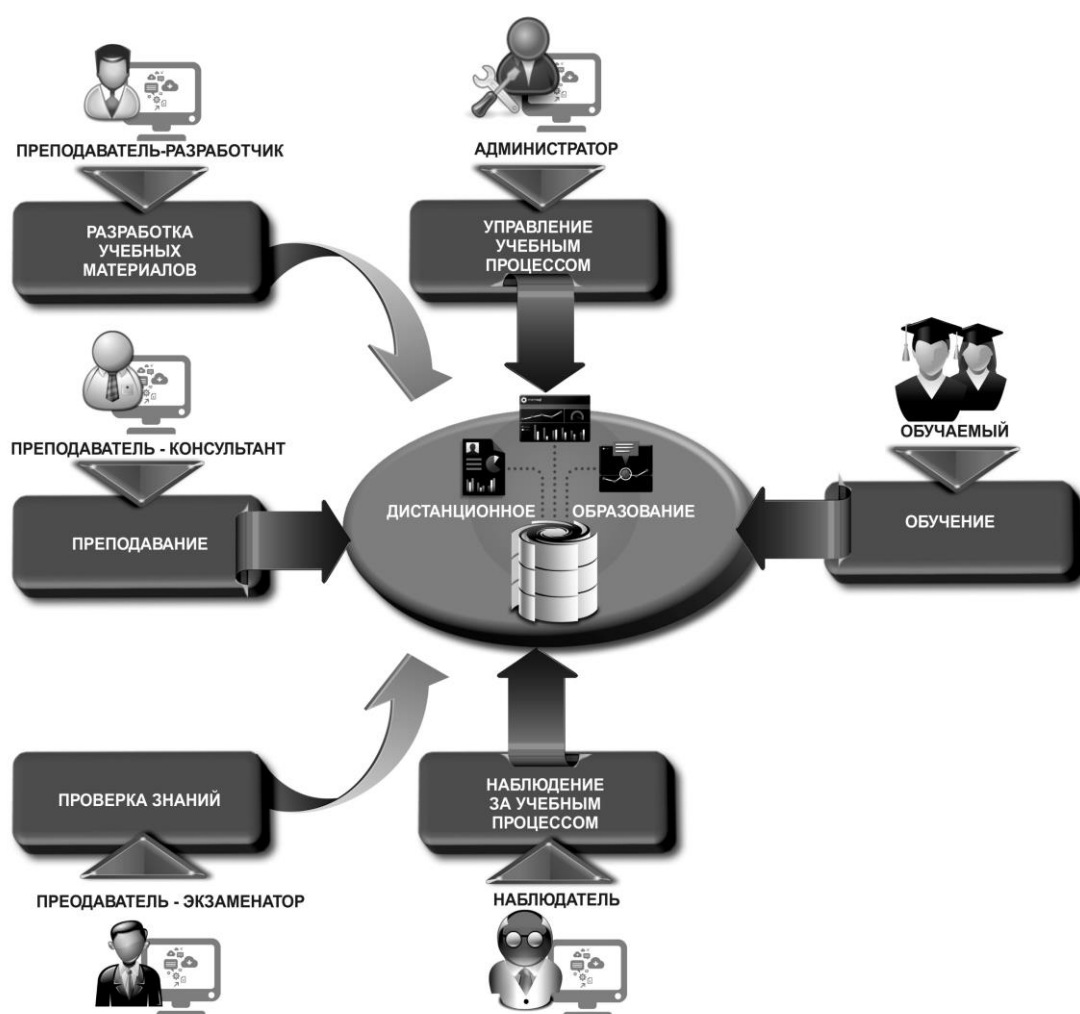 ПРЕПОДАВАТЕЛЬ-РАЗРАБОТЧИК
РАЗРАБОТКА
УЧЕБНЫХ
МАТЕРИАЛОВ
АДМИНИСТРАТОР
УПРАВЛЕНИЕ
УЧЕБНЫМ
ПРОЦЕССОМ
ПРЕПОДАВАТЕЛЬ - КОНСУЛЬТАНТ
ПРЕПОДАВАНИЕ
ДИСТАНЦИОННОЕ ОБРАЗОВАНИЕ
ОБУЧАЕМЫЙ
ОБУЧЕНИЕ
ПРОВЕРКА ЗНАНИЙ
ПРЕОДАВАТЕЛЬ - ЭКЗАМЕНАТОР
НАБЛЮДЕНИЕ
ЗА УЧЕБНЫМ
ПРОЦЕССОМ
НАБЛЮДАТЕЛЬ